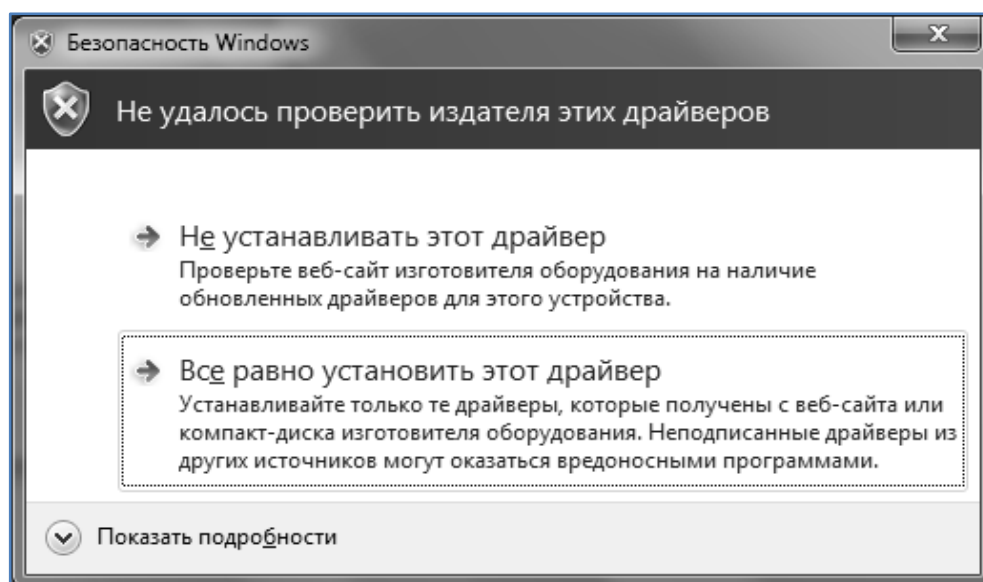 Безопасность Windows
Не удалось проверить издателя этих драйверов
Не устанавливать этот драйвер
Проверьте веб-сайт изготовителя оборудования на наличие
обновленных драйверов для этого устройства.
Все равно установить этот драйвер
Устанавливайте только те драйверы, которые получены с веб-сайта или
компакт-диска изготовителя оборудования. Неподписанные драйверы из
других источников могут оказаться вредоносными программами.
Показать подробности